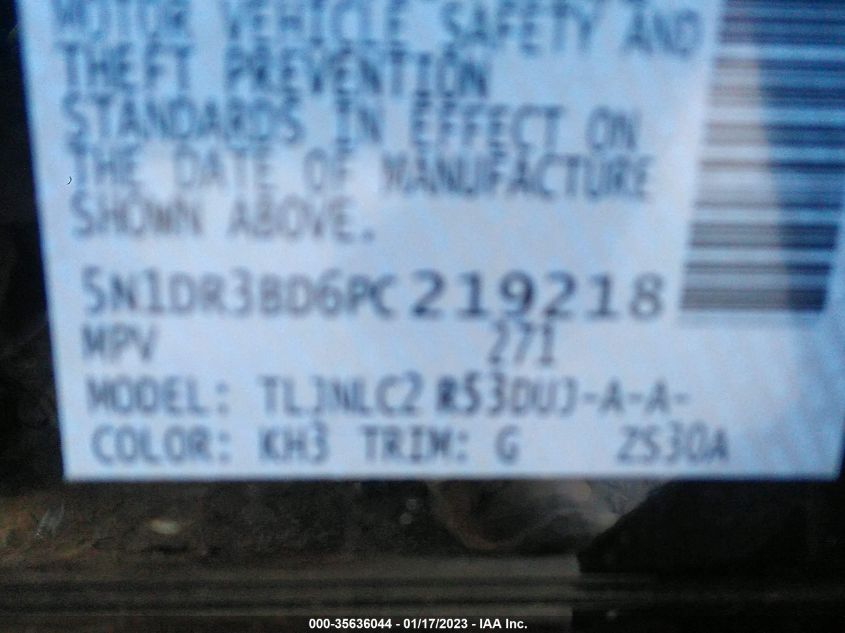 MOTOR VEHICLE SAFETY AND
THEFT PREVENTION
STANDARDS IN EFFECT ON
THE DATE OF MANUFACTURE
SHOWN ABOVE.
5N1DR3BD6PC219218
MPV 271
MODEL: TLJNLC2 R53DUJ-A-A-
COLOR: KH3 TRIM: G ZS30A
000-35636044 - 01/17/2023 - IAA Inc.